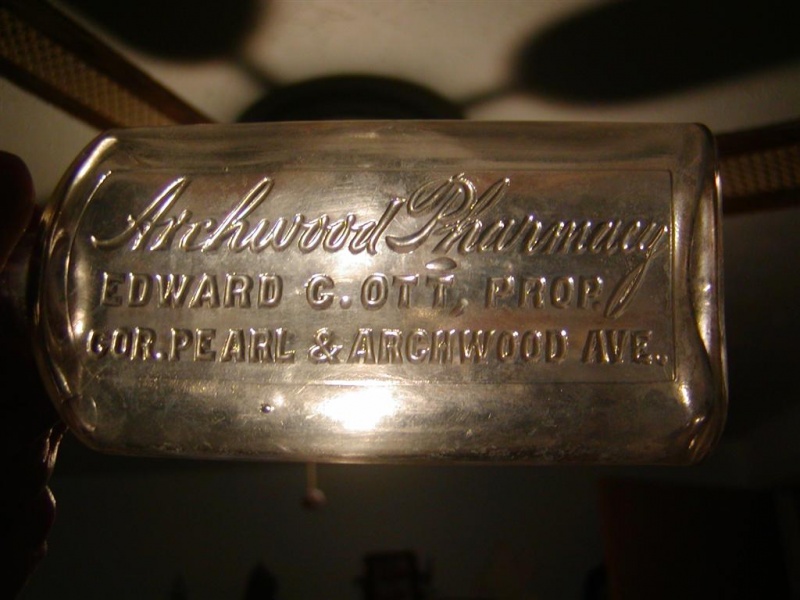 Archwood Pharmacy
EDWARD G. OTT, PROP.
COR. PEARL & ARCHWOOD AVE.